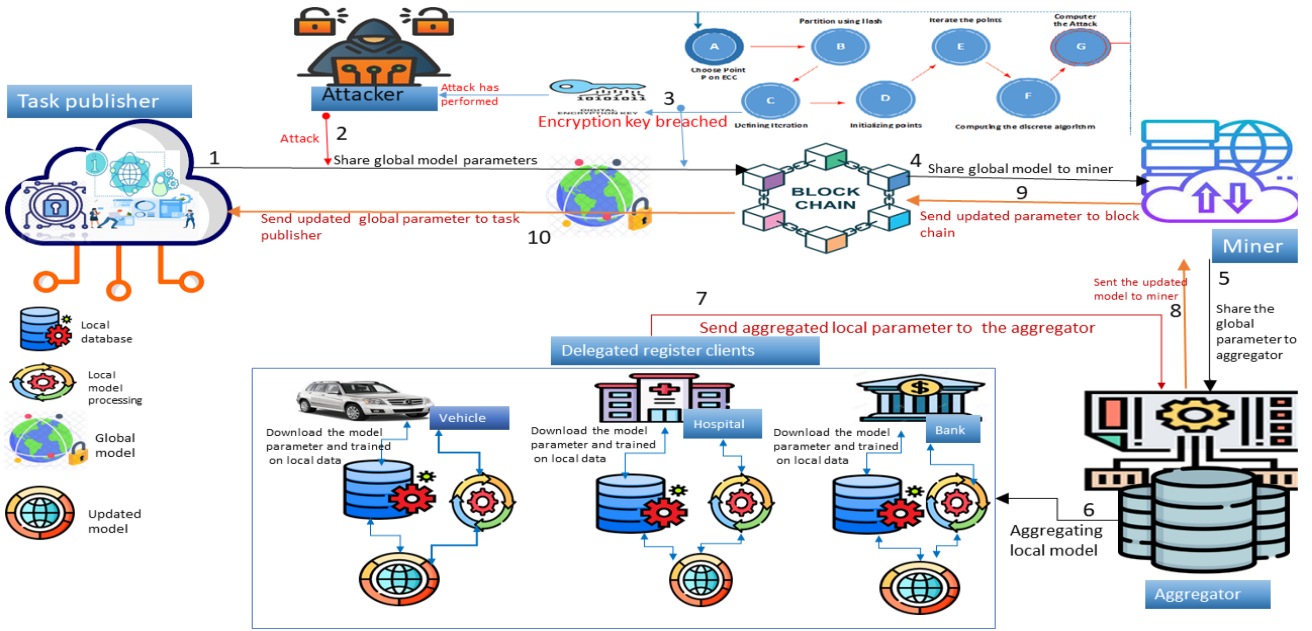 Partition using Hash
Iterate the points
Computer
the Attack
A
B
E
G
Choose Point
P on ECC
C
D
F
Defining Iteration
Initializing points
Computing the discrete algorithm
Attacker
Attack has
performed
10101011
DIGITAL
ENCRYPTION KEY
3
Encryption key breached
Task publisher
Attack
2
1
Share global model parameters
4
Share global model to miner
BLOCK
CHAIN
9
Send updated parameter to block
chain
Send updated global parameter to task
publisher
10
Miner
Sent the updated
model to miner
8
5
Share the
global
parameter to
aggregator
7
Send aggregated local parameter to the aggregator
Delegated register clients
Local
database
Local
model
processing
Global
model
Updated
model
Vehicle
Download the model
parameter and trained
on local data
Hospital
Download the model
parameter and trained
on local data
$
Bank
Download the model
parameter and trained
on local data
6
Aggregating
local model
Aggregator